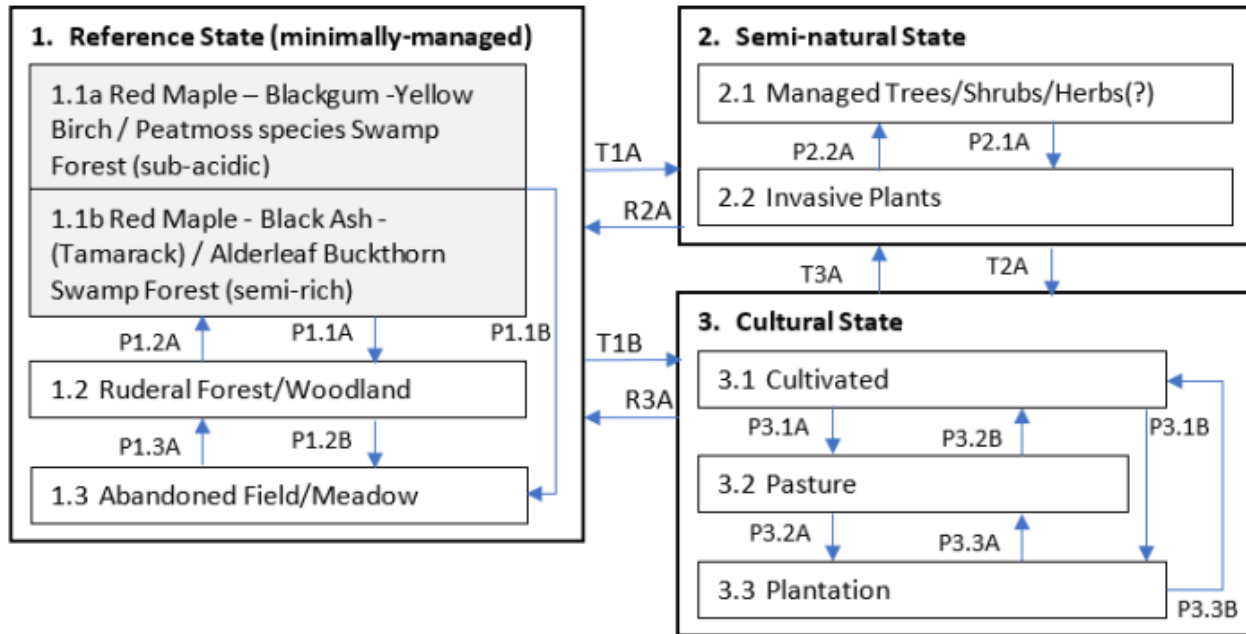 1. Reference State (minimally-managed)
1.1a Red Maple – Blackgum -Yellow
Birch / Peatmoss species Swamp
Forest (sub-acidic)
1.1b Red Maple - Black Ash -
(Tamarack) / Alderleaf Buckthorn
Swamp Forest (semi-rich)
P1.2A
P1.1A
P1.1B
1.2 Ruderal Forest/Woodland
P1.3A
P1.2B
1.3 Abandoned Field/Meadow
T1A
R2A
T1B
R3A
2. Semi-natural State
2.1 Managed Trees/Shrubs/Herbs(?)
P2.2A
P2.1A
2.2 Invasive Plants
T3A
T2A
3. Cultural State
3.1 Cultivated
P3.1A
P3.2B
P3.1B
3.2 Pasture
P3.2A
P3.3A
3.3 Plantation
P3.3B